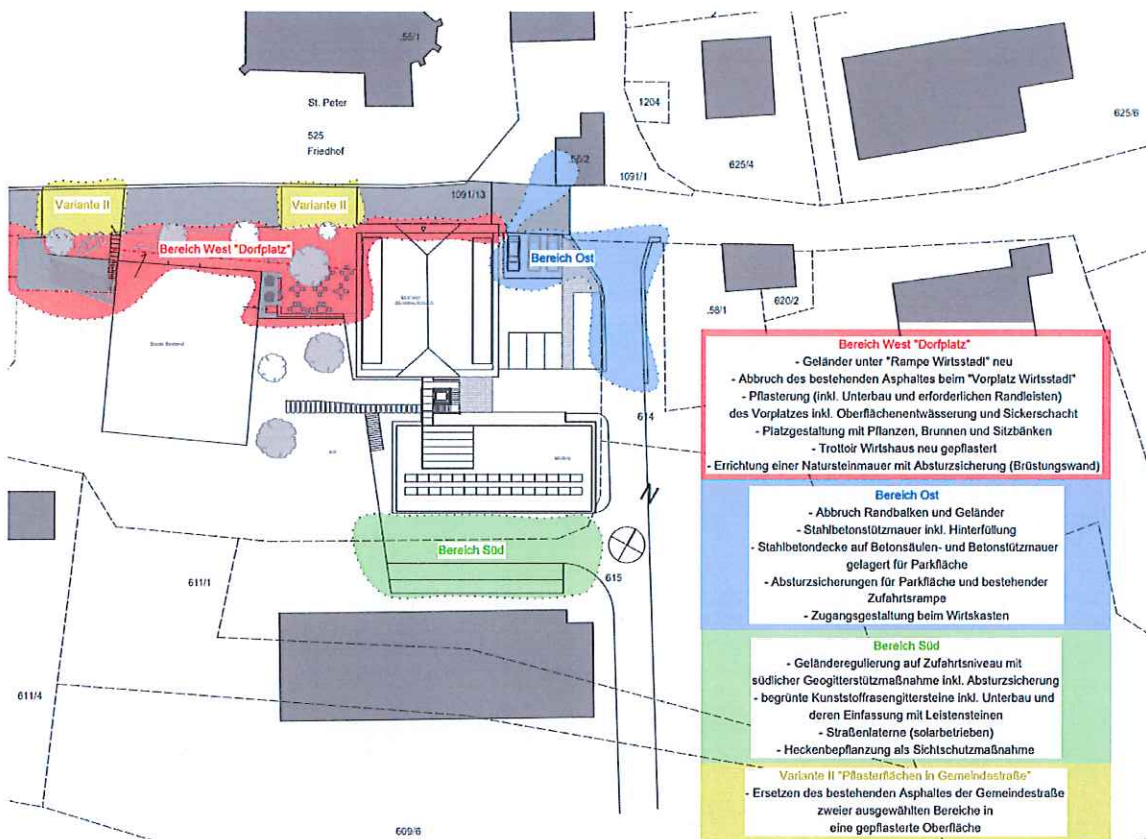 .55/1
St. Peter
525
Friedhof
1204
625/6
625/4
.55/2
1091/1
1091/13
Variante II
Variante II
Bereich West "Dorfplatz"
Bereich Ost
.58/1
620/2
614
N
Bereich Süd
615
611/1
611/4
609/6
Bereich West "Dorfplatz"
- Geländer unter "Rampe Wirtsstadl" neu
- Abbruch des bestehenden Asphaltes beim "Vorplatz Wirtsstadl"
- Pflasterung (inkl. Unterbau und erforderlichen Randleisten)
des Vorplatzes inkl. Oberflächenentwässerung und Sickerschacht
- Platzgestaltung mit Pflanzen, Brunnen und Sitzbänken
- Trottoir Wirtshaus neu gepflastert
- Errichtung einer Natursteinmauer mit Absturzsicherung (Brüstungswand)
Bereich Ost
- Abbruch Randbalken und Geländer
- Stahlbetonstützmauer inkl. Hinterfüllung
- Stahlbetondecke auf Betonsäulen- und Betonstützmauer
gelagert für Parkfläche
- Absturzsicherungen für Parkfläche und bestehender
Zufahrtsrampe
- Zugangsgestaltung beim Wirtskasten
Bereich Süd
- Geländeregulierung auf Zufahrtsniveau mit
südlicher Geogitterstützmaßnahme inkl. Absturzsicherung
- begrünte Kunststoffrasengittersteine inkl. Unterbau und
deren Einfassung mit Leistensteinen
- Straßenlaterne (solarbetrieben)
- Heckenbepflanzung als Sichtschutzmaßnahme
Variante II "Pflasterflächen in Gemeindestraße"
- Ersetzen des bestehenden Asphaltes der Gemeindestraße
zweier ausgewählten Bereiche in
eine gepflasterte Oberfläche